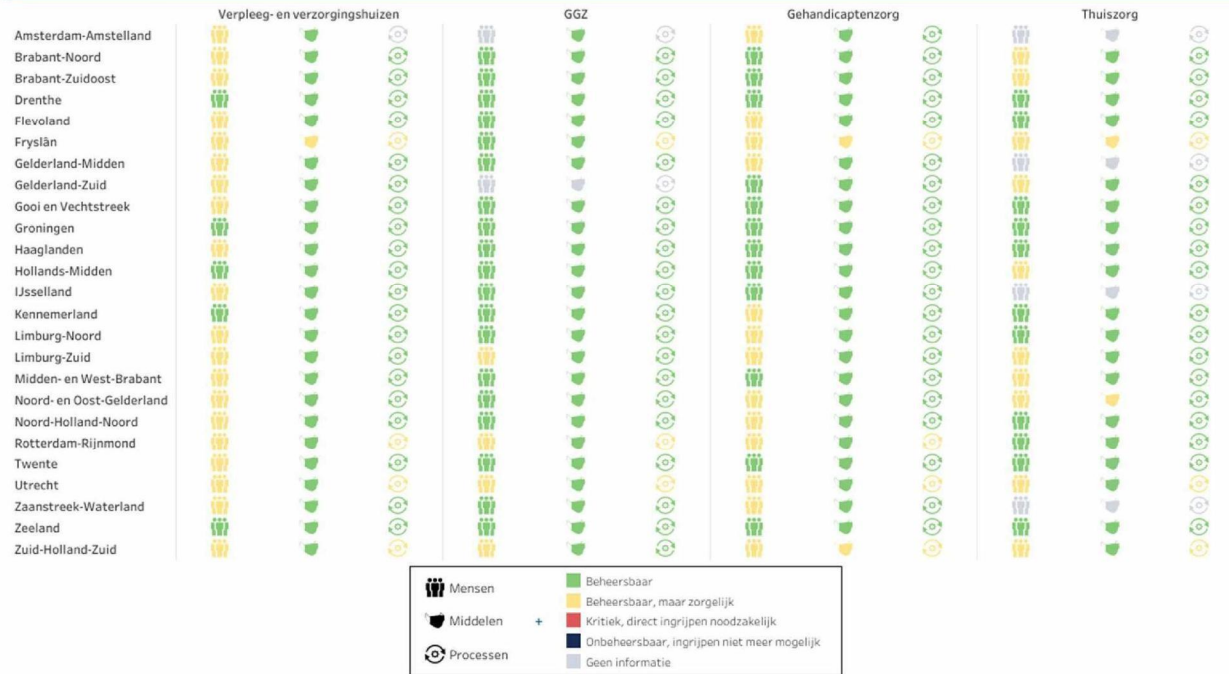 Verpleeg- en verzorgingshuizen GGZ Gehandicaptenzorg Thuiszorg
Amsterdam-Amstelland
Brabant-Noord
Brabant-Zuidoost
Drenthe
Flevoland
Fryslân
Gelderland-Midden
Gelderland-Zuid
Gooi en Vechtstreek
Groningen
Haaglanden
Hollands-Midden
IJsselland
Kennemerland
Limburg-Noord
Limburg-Zuid
Midden- en West-Brabant
Noord- en Oost-Gelderland
Noord-Holland-Noord
Rotterdam-Rijnmond
Twente
Utrecht
Zaanstreek-Waterland
Zeeland
Zuid-Holland-Zuid
Mensen
Middelen +
Processen
Beheersbaar
Beheersbaar, maar zorgelijk
Kritiek, direct ingrijpen noodzakelijk
Onbeheersbaar, ingrijpen niet meer mogelijk
Geen informatie